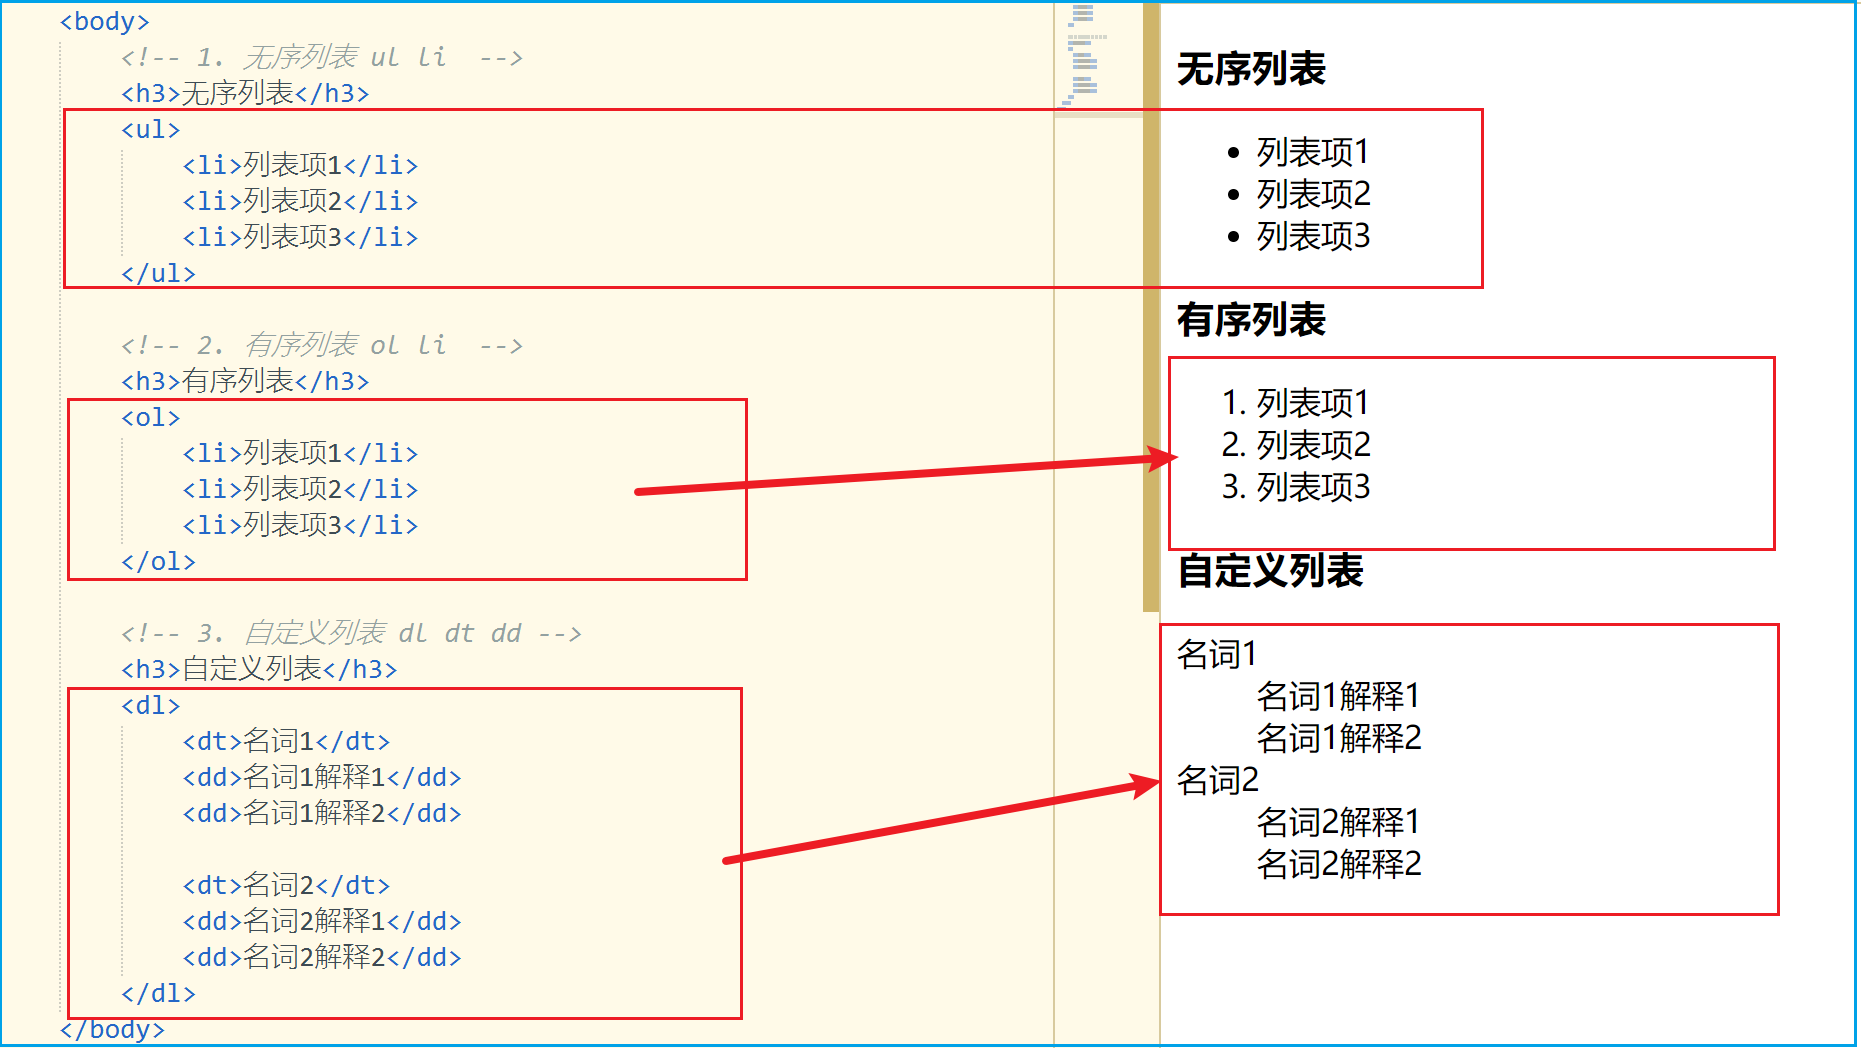 <body>
<!-- 1. 无序列表 ul li  -->
<h3>无序列表</h3>
<ul>
<li>列表项1</li>
<li>列表项2</li>
<li>列表项3</li>
</ul>
<!-- 2. 有序列表 ol li  -->
<h3>有序列表</h3>
<ol>
<li>列表项1</li>
<li>列表项2</li>
<li>列表项3</li>
</ol>
<!-- 3. 自定义列表 dl dt dd -->
<h3>自定义列表</h3>
<dl>
<dt>名词1</dt>
<dd>名词1解释1</dd>
<dd>名词1解释2</dd>
<dt>名词2</dt>
<dd>名词2解释1</dd>
<dd>名词2解释2</dd>
</dl>
</body>
无序列表
• 列表项1
• 列表项2
• 列表项3
有序列表
1. 列表项1
2. 列表项2
3. 列表项3
自定义列表
名词1
名词1解释1
名词1解释2
名词2
名词2解释1
名词2解释2